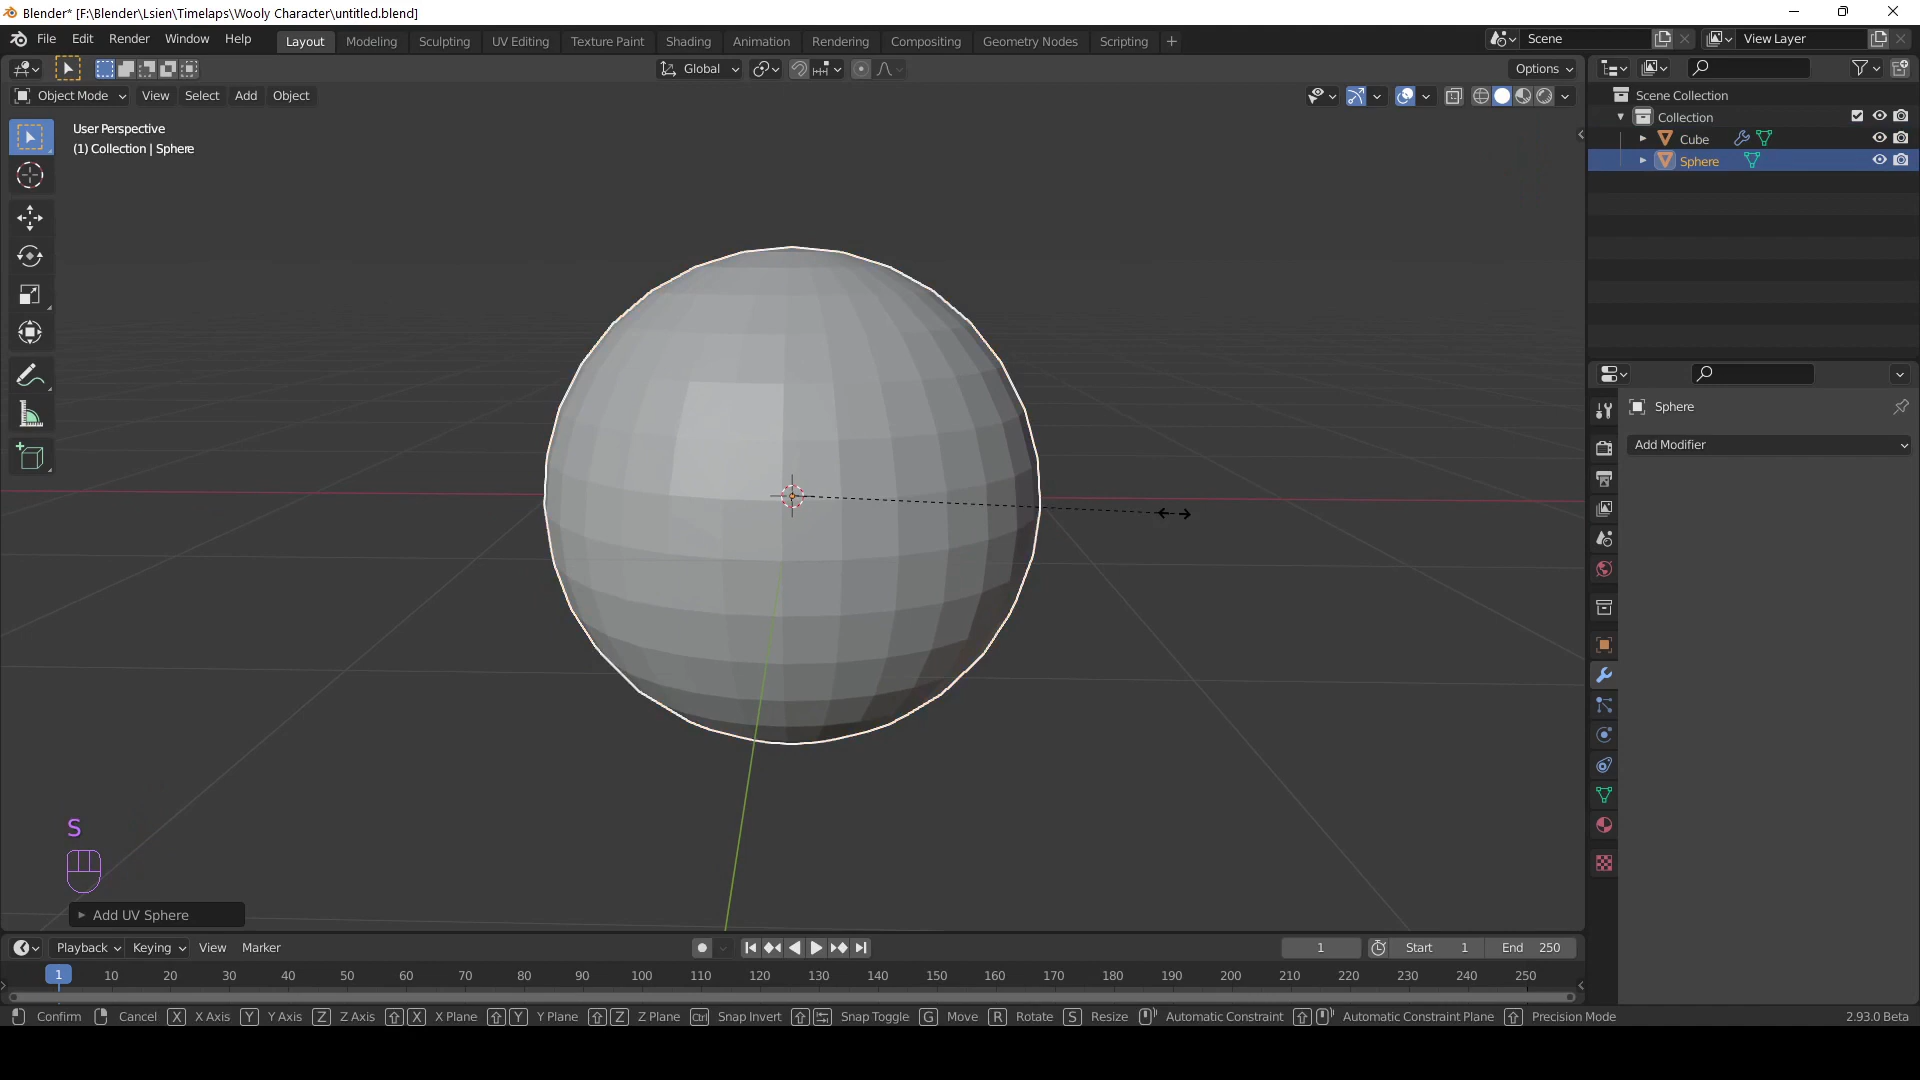 Blender* [F:\Blender\Lsien\Timelaps\Wooly Character\untitled.blend]
File Edit Render Window Help Layout Modeling Sculpting UV Editing Texture Paint Shading Animation Rendering Compositing Geometry Nodes Scripting + Scene View Layer
Global Options
Object Mode View Select Add Object
Scene Collection
Collection
Cube
Sphere
User Perspective
(1) Collection | Sphere
Sphere
Add Modifier
S
Add UV Sphere
Playback Keying View Marker 1 Start 1 End 250
1 10 20 30 40 50 60 70 80 90 100 110 120 130 140 150 160 170 180 190 200 210 220 230 240 250
Confirm Cancel X X Axis Y Y Axis Z Z Axis X X Plane Y Y Plane Z Z Plane Ctrl Snap Invert Snap Toggle G Move R Rotate S Resize Automatic Constraint Automatic Constraint Plane Precision Mode 2.93.0 Beta